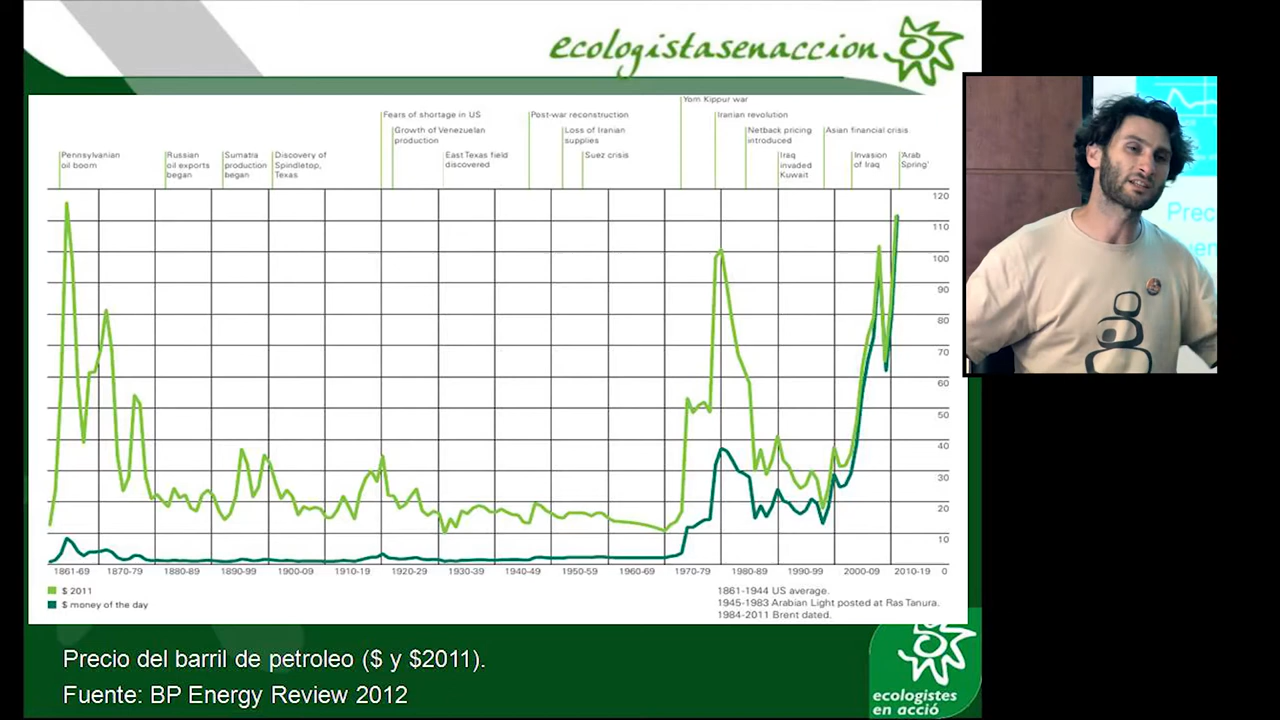 ecologistasenaccion
Yom Kippur war
Fears of shortage in US
Post-war reconstruction
Iranian revolution
Growth of Venezuelan
production
Loss of Iranian
supplies
Netback pricing
introduced
Asian financial crisis
Pennsylvanian
oil boom
Russian
oil exports
began
Sumatra
production
began
Discovery of
Spindletop,
Texas
East Texas field
discovered
Suez crisis
Iraq
invaded
Kuwait
Invasion
of Iraq
'Arab
Spring'
120
110
100
90
80
70
60
50
40
30
20
10
0
1861-69 1870-79 1880-89 1890-99 1900-09 1910-19 1920-29 1930-39 1940-49 1950-59 1960-69 1970-79 1980-89 1990-99 2000-09 2010-19
$ 2011
$ money of the day
1861-1944 US average.
1945-1983 Arabian Light posted at Ras Tanura.
1984-2011 Brent dated.
Precio del barril de petroleo ($ y $2011).
Fuente: BP Energy Review 2012
ecologistes
en acció
Prec